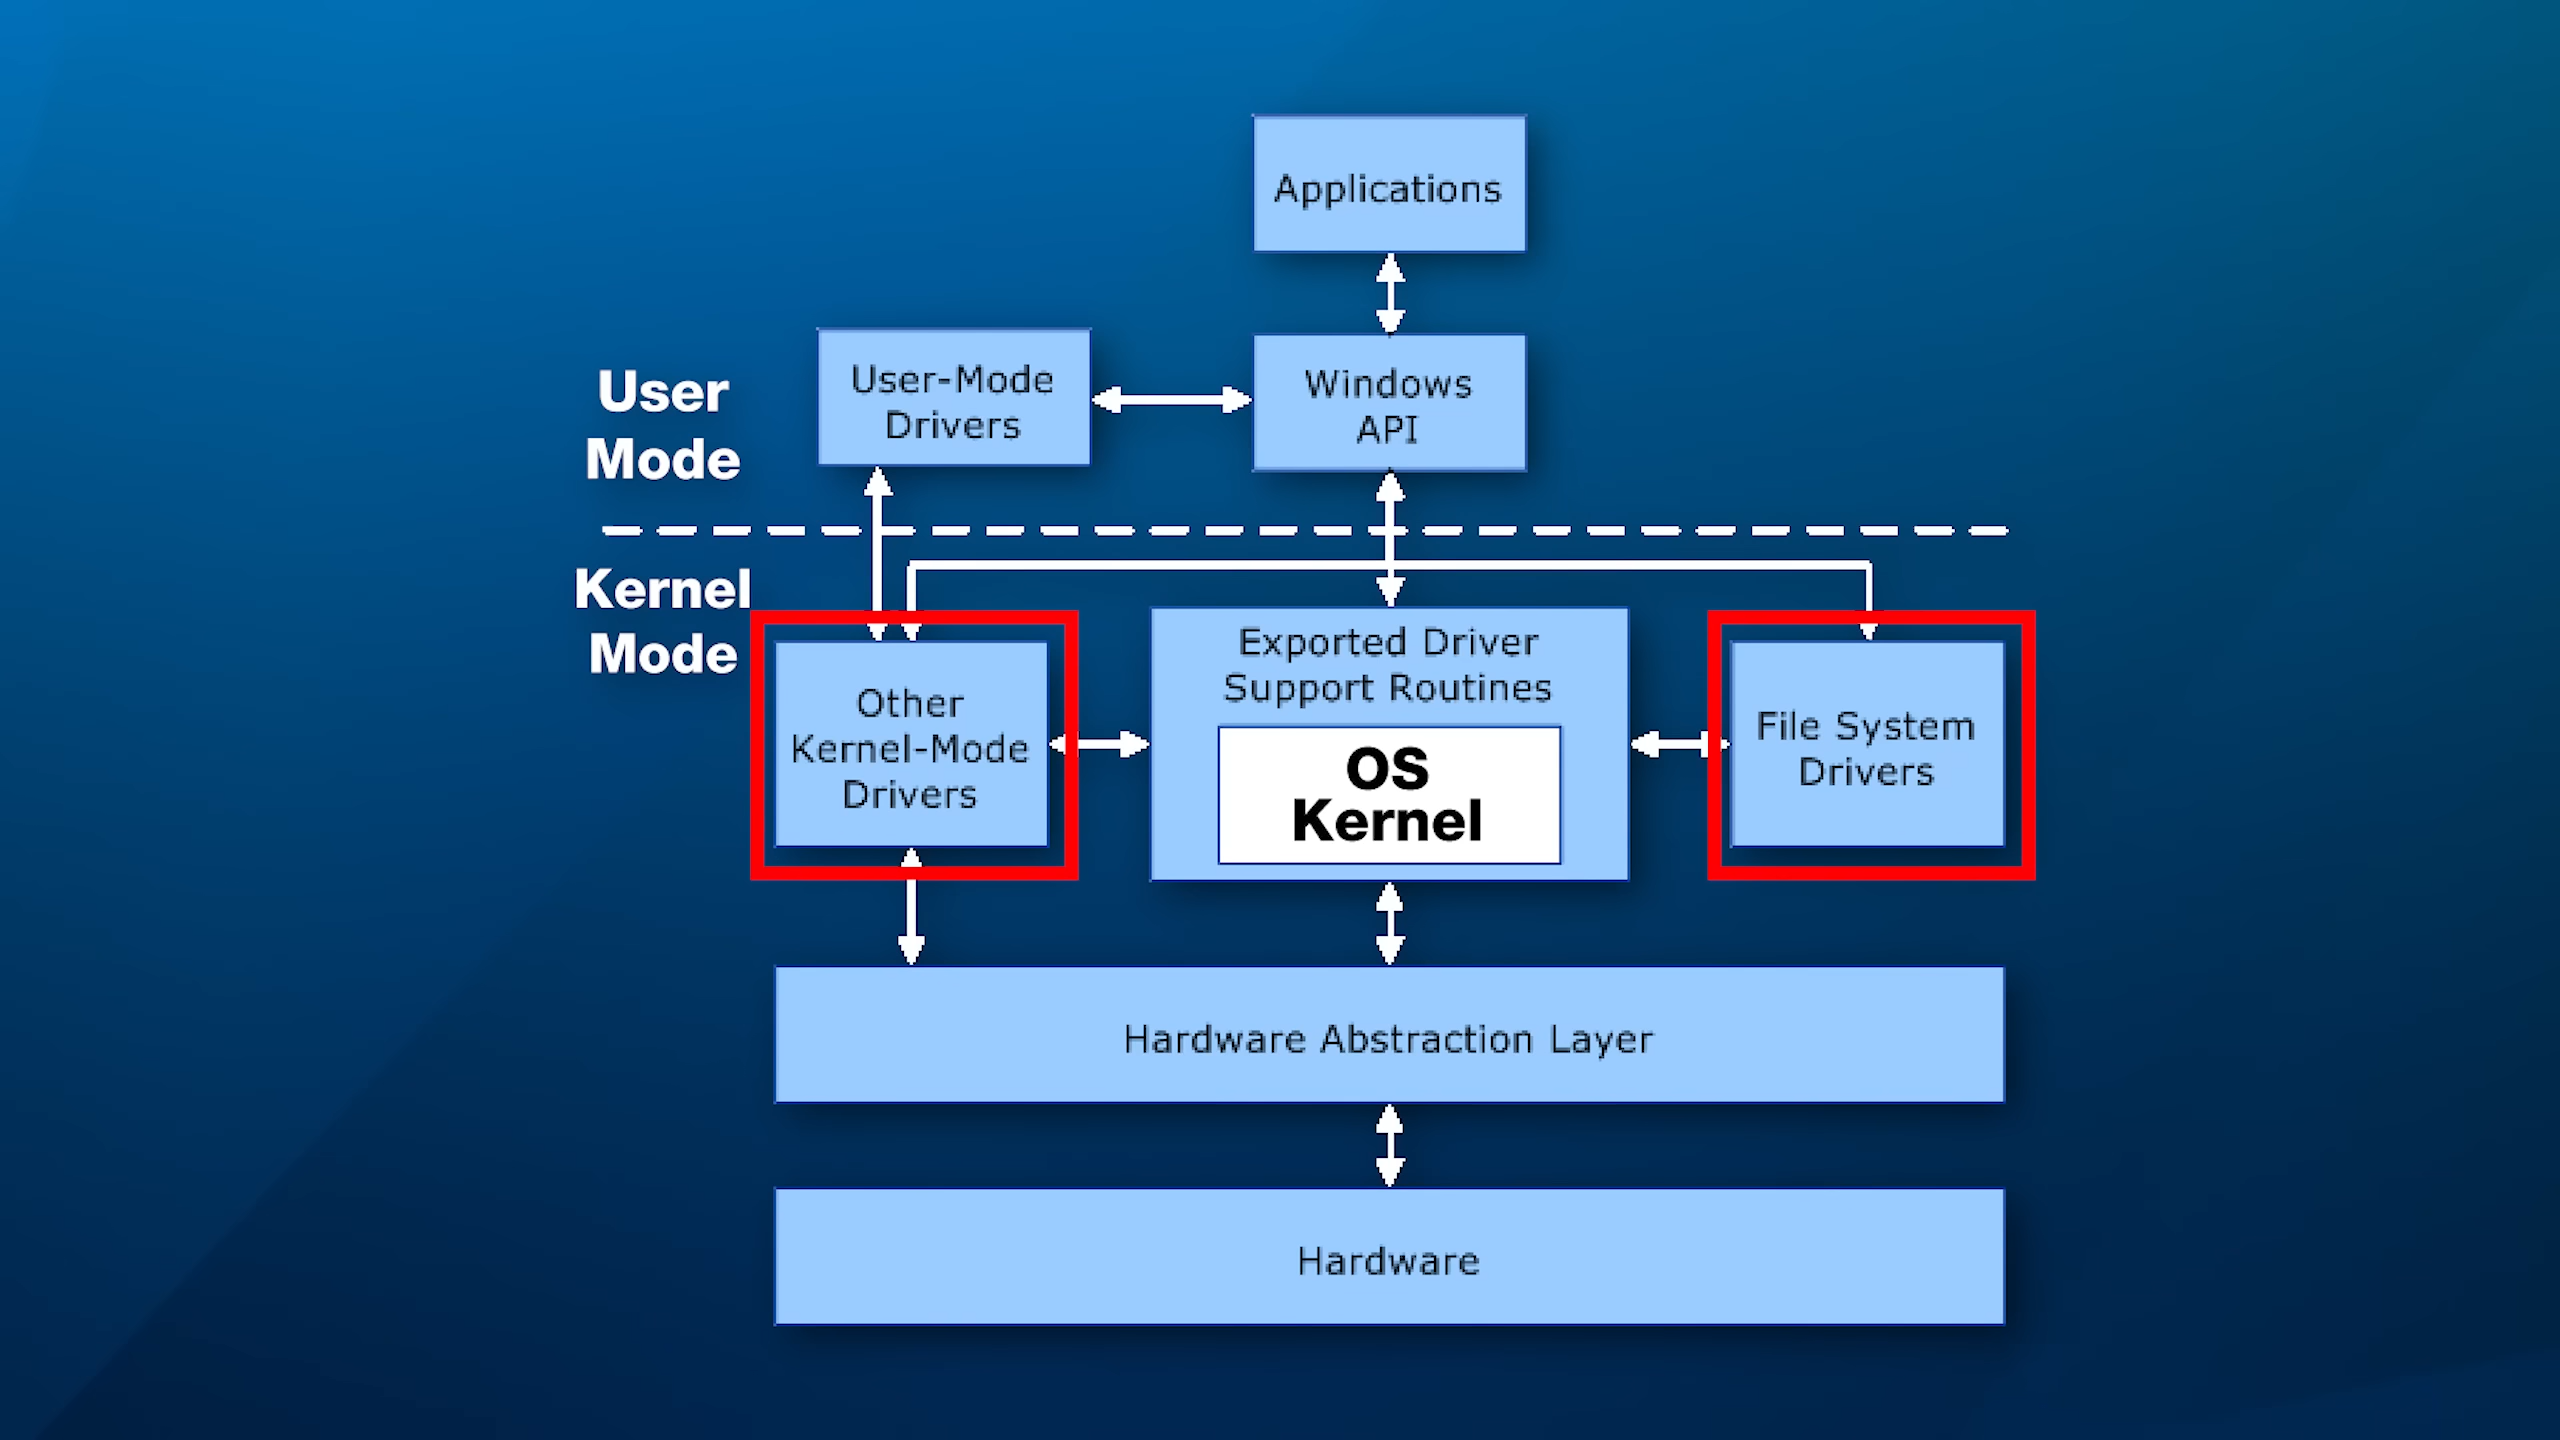 Applications
User-Mode
Drivers
Windows
API
User
Mode
Kernel
Mode
Other
Kernel-Mode
Drivers
Exported Driver
Support Routines
OS
Kernel
File System
Drivers
Hardware Abstraction Layer
Hardware